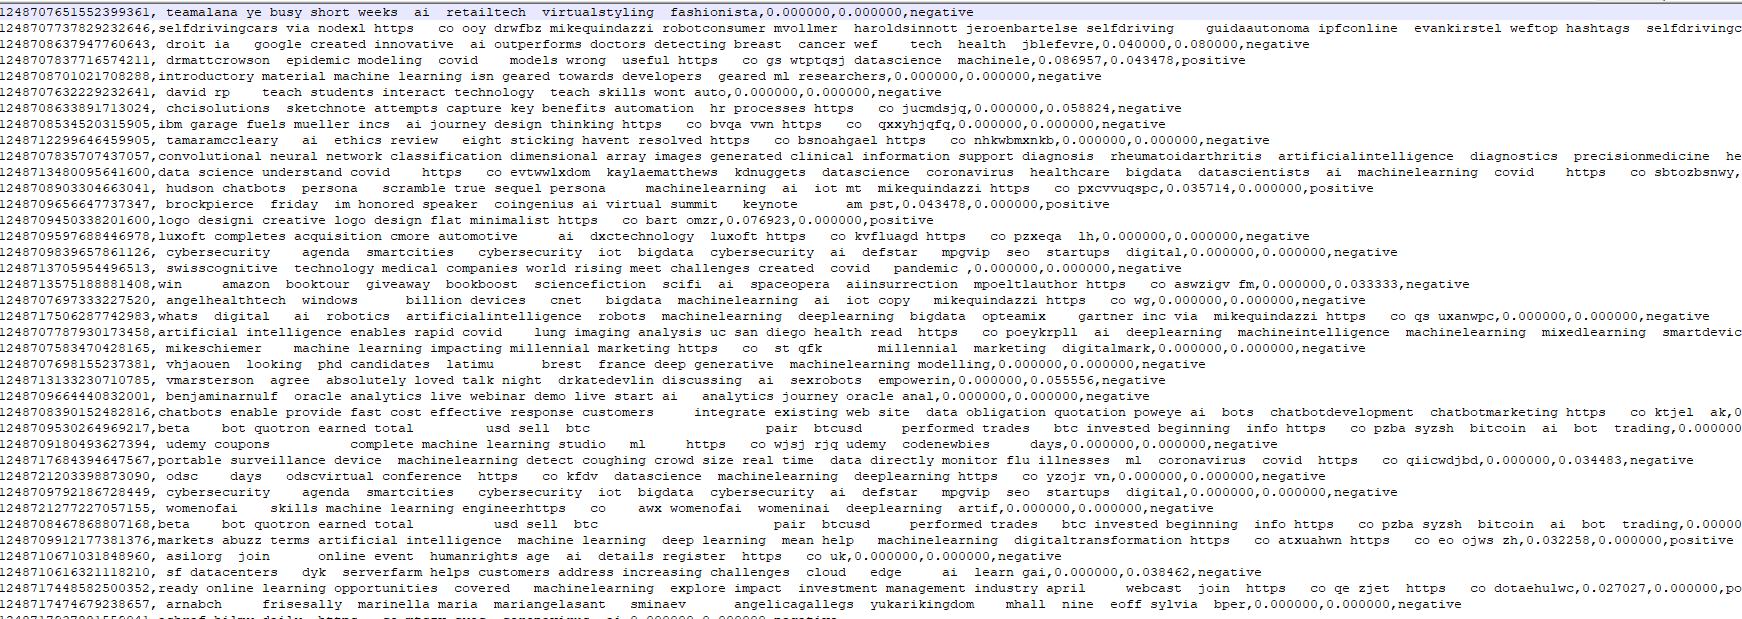 1248707651552399361, teamalana ye busy short weeks  ai  retailtech  virtualstyling  fashionista,0.000000,0.000000,negative
1248707737829232646,selfdrivingcars via nodexl https  co ooy drwfbz mikequindazzi robotconsumer mvollmer haroldsinnott jeroenbartelse selfdriving    guidaautonoma ipfconline  evankirstel weftop hashtags  selfdrivingc
1248708637947760643, droit ia   google created innovative  ai outperforms doctors detecting breast  cancer wef    tech  health  jblefevre,0.040000,0.080000,negative
1248707837716574211, drmattcrowson  epidemic modeling  covid   models wrong  useful https  co gs wtptqsj datascience  machinele,0.086957,0.043478,positive
1248708701021708288,introductory material machine learning isn geared towards developers  geared ml researchers,0.000000,0.000000,negative
1248707632229232641, david rp    teach students interact technology  teach skills wont auto,0.000000,0.000000,negative
1248708633891713024, chcisolutions  sketchnote attempts capture key benefits automation  hr processes https  co jucmdsjq,0.000000,0.058824,negative
1248708534520315905,ibm garage fuels mueller incs  ai journey design thinking https  co bvqa vwn https  co  qxxyhjqfq,0.000000,0.000000,negative
1248712299646459905, tamaramccleary  ai  ethics review   eight sticking havent resolved https  co bsnoahgael https  co nhkwbmxnkb,0.000000,0.000000,negative
1248707835707437057,convolutional neural network classification dimensional array images generated clinical information support diagnosis  rheumatoidarthritis  artificialintelligence  diagnostics  precisionmedicine  he
1248713480095641600,data science understand covid    https  co evtwwlxdom  kaylaematthews  kdnuggets  datascience  coronavirus  healthcare  bigdata  datascientists  ai  machinelearning  covid    https  co sbtozbsnwy,
1248708903304663041, hudson chatbots  persona   scramble true sequel persona     machinelearning  ai  iot mt  mikequindazzi https  co pxcvvuqspc,0.035714,0.000000,positive
1248709656647737347, brockpierce  friday  im honored speaker  coingenius ai virtual summit   keynote    am pst,0.043478,0.000000,positive
1248709450338201600,logo designi creative logo design flat minimalist https  co bart omzr,0.076923,0.000000,positive
1248709597688446978,luxoft completes acquisition cmore automotive     ai  dxctechnology  luxoft https  co kvfluagd https  co pzxeqa  lh,0.000000,0.000000,negative
1248709839657861126, cybersecurity   agenda  smartcities   cybersecurity  iot  bigdata  cybersecurity  ai  defstar   mpgvip  seo  startups  digital,0.000000,0.000000,negative
1248713705954496513, swisscognitive  technology medical companies world rising meet challenges created  covid   pandemic ,0.000000,0.000000,negative
1248713575188881408,win   amazon  booktour  giveaway  bookboost  sciencefiction  scifi  ai  spaceopera  aiinsurrection  mpoeltlauthor https  co aswzigv fm,0.000000,0.033333,negative
1248707697333227520, angelhealthtech  windows      billion devices  cnet  bigdata  machinelearning  ai  iot copy  mikequindazzi https  co wg,0.000000,0.000000,negative
1248717506287742983,whats  digital   ai  robotics  artificialintelligence  robots  machinelearning  deeplearning  bigdata  opteamix    gartner inc via  mikequindazzi https  co qs uxanwpc,0.000000,0.000000,negative
1248707787930173458,artificial intelligence enables rapid covid   lung imaging analysis uc san diego health read  https  co poeykrpll  ai  deeplearning  machineintelligence  machinelearning  mixedlearning  smartdevic
1248707583470428165, mikeschiemer   machine learning impacting millennial marketing https  co  st qfk      millennial  marketing  digitalmark,0.000000,0.000000,negative
1248707698155237381, vhjaouen  looking  phd candidates  latimu     brest  france deep generative  machinelearning modelling,0.000000,0.000000,negative
1248713133230710785, vmarsterson  agree  absolutely loved talk night  drkatedevlin discussing  ai  sexrobots  empowerin,0.000000,0.055556,negative
1248709664440832001, benjaminarnulf  oracle analytics live webinar demo live start ai   analytics journey oracle anal,0.000000,0.000000,negative
1248708390152482816,chatbots enable provide fast cost effective response customers     integrate existing web site  data obligation quotation poweye ai  bots  chatbotdevelopment  chatbotmarketing https  co ktjel ak,0
1248709530264969217,beta   bot quotron earned total         usd sell  btc                      pair  btcusd    performed trades   btc invested beginning  info https  co pzba syzsh  bitcoin  ai  bot  trading,0.000000
1248709180493627394, udemy coupons          complete machine learning studio   ml     https  co wjsj rjq udemy  codenewbies    days,0.000000,0.000000,negative
1248717684394647567,portable surveillance device  machinelearning detect coughing crowd size real time  data directly monitor flu illnesses  ml  coronavirus  covid   https   co qiicwdjbd,0.000000,0.034483,negative
1248721203398873090, odsc   days   odscvirtual  conference  https  co kfdv  datascience  machinelearning  deeplearning https  co yzojr vn,0.000000,0.000000,negative
1248709792186728449, cybersecurity   agenda  smartcities   cybersecurity  iot  bigdata  cybersecurity  ai  defstar   mpgvip  seo  startups  digital,0.000000,0.000000,negative
1248721277227057155, womenofai    skills machine learning engineerhttps   co   awx womenofai  womeninai  deeplearning  artif,0.000000,0.000000,negative
1248708467868807168,beta   bot quotron earned total         usd sell  btc                      pair  btcusd    performed trades   btc invested beginning  info https  co pzba syzsh  bitcoin  ai  bot  trading,0.00000
1248709912177381376,markets abuzz terms artificial intelligence  machine learning  deep learning  mean help   machinelearning  digitaltransformation https  co atxuahwn https  co eo ojws zh,0.032258,0.000000,positive
1248710671031848960, asilorg  join      online event  humanrights age  ai  details register  https  co uk,0.000000,0.000000,negative
1248710616321118210, sf datacenters   dyk  serverfarm helps customers address increasing challenges  cloud   edge    ai  learn gai,0.000000,0.038462,negative
1248717448582500352,ready online learning opportunities  covered   machinelearning  explore impact  investment management industry april    webcast  join  https  co qe zjet  https  co dotaehulwc,0.027027,0.000000,po
1248717474679238657, arnabch    frisesally  marinella maria  mariangelasant  sminaev     angelicagallegs  yukarikingdom   mhall  nine  eoff sylvia  bper,0.000000,0.000000,negative